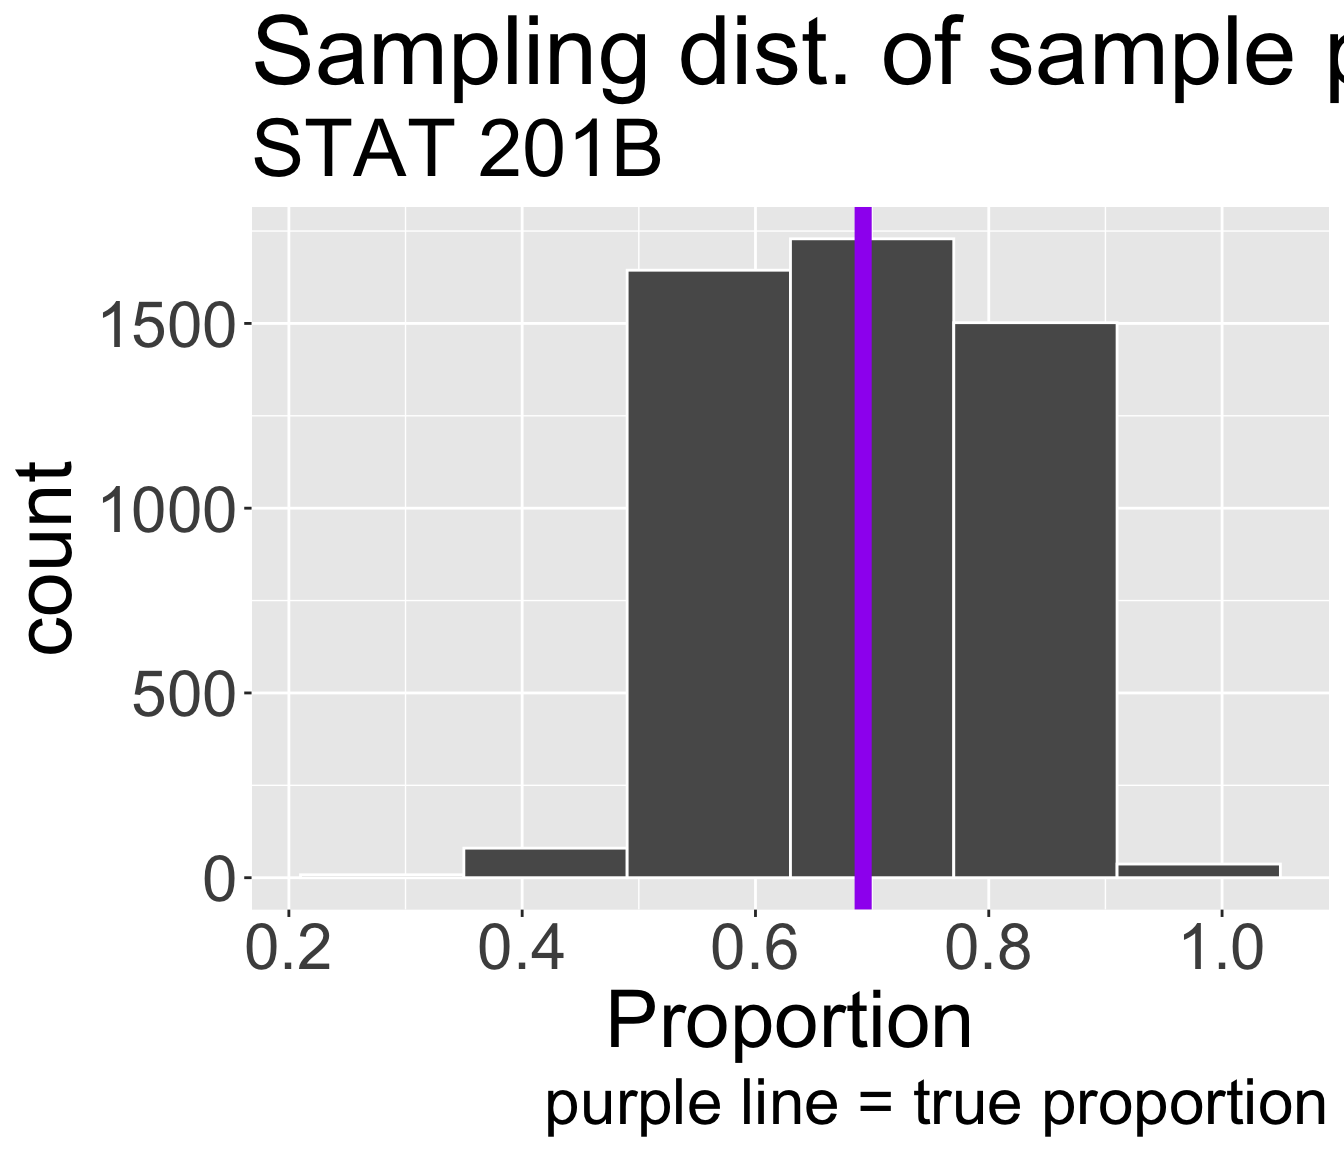 Sampling dist. of sample
STAT 201B
count
1500
1000
500
0
0.2 0.4 0.6 0.8 1.0
Proportion
purple line = true proportion